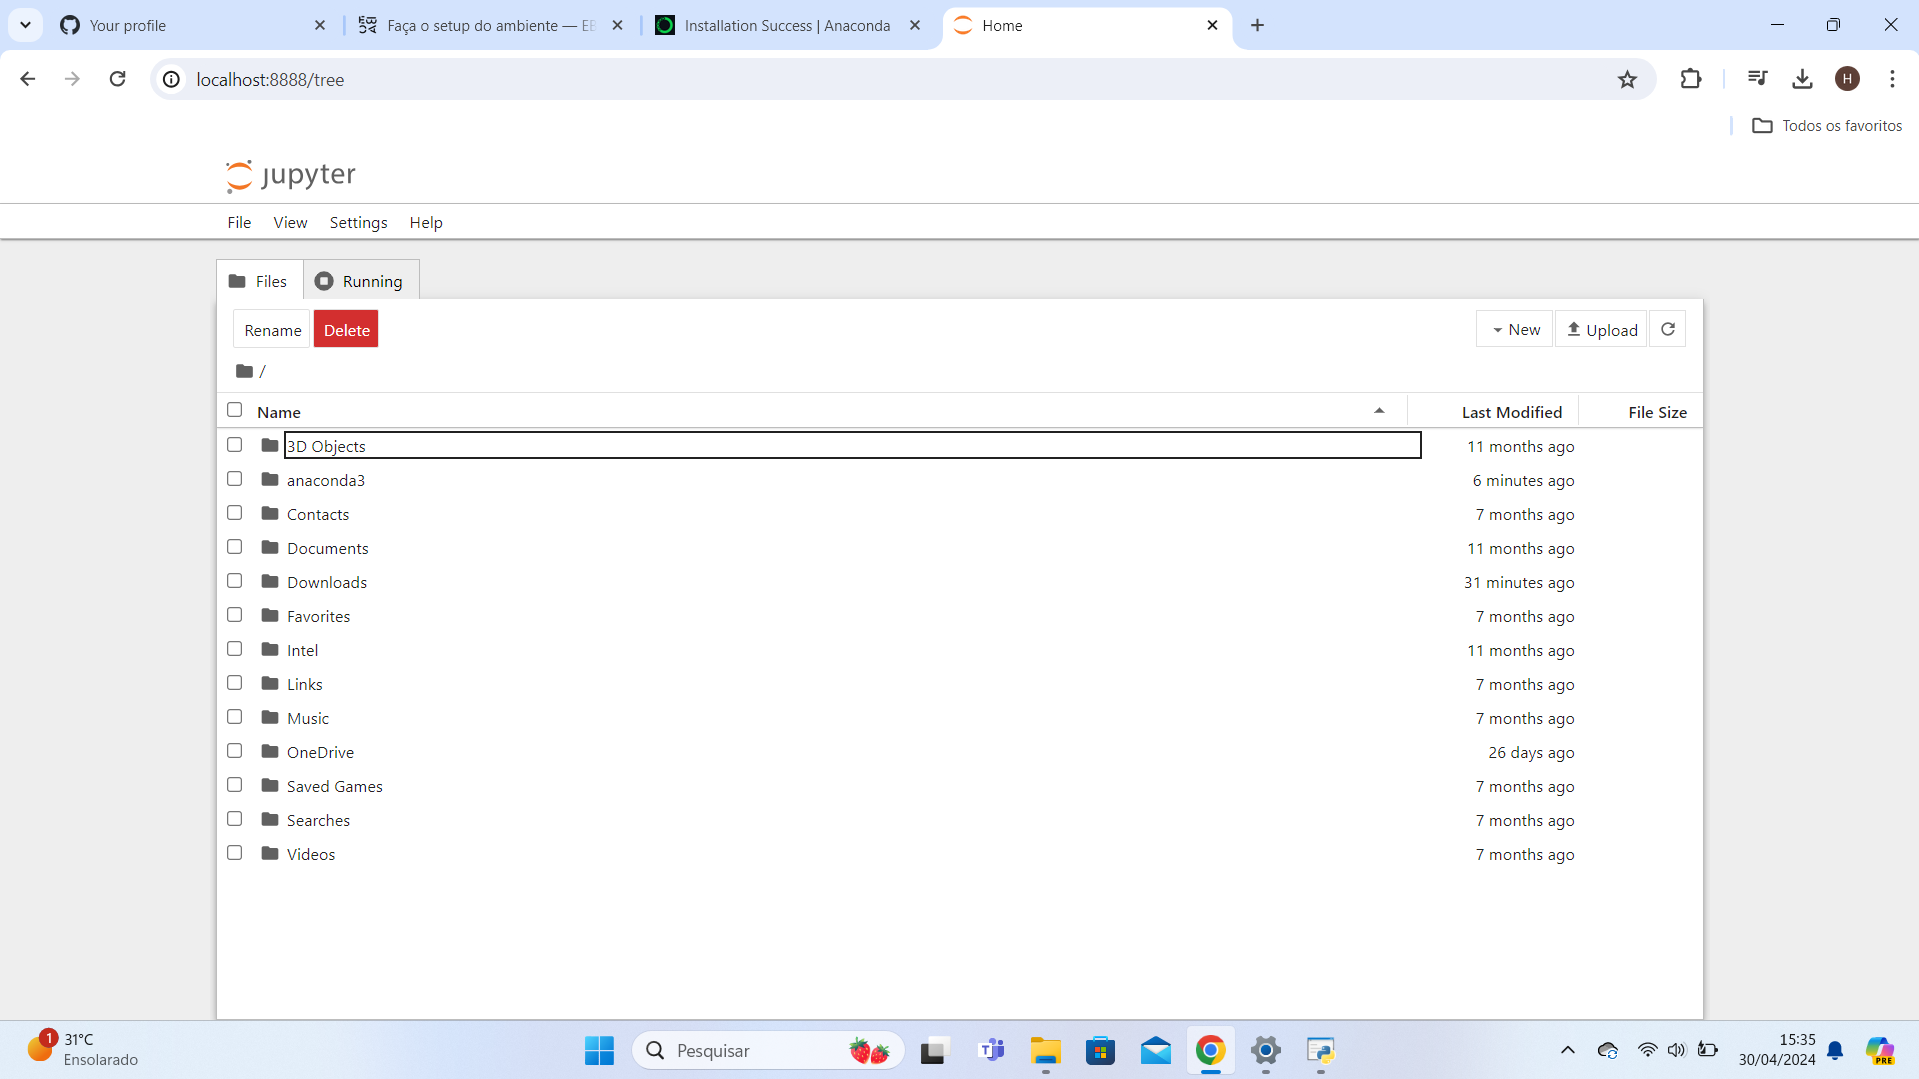 Your profile
Faça o setup do ambiente — EB
Installation Success | Anaconda
Home
localhost:8888/tree
H
Todos os favoritos
jupyter
File View Settings Help
Files Running
Rename Delete
New Upload
/
Name Last Modified File Size
3D Objects 11 months ago
anaconda3 6 minutes ago
Contacts 7 months ago
Documents 11 months ago
Downloads 31 minutes ago
Favorites 7 months ago
Intel 11 months ago
Links 7 months ago
Music 7 months ago
OneDrive 26 days ago
Saved Games 7 months ago
Searches 7 months ago
Videos 7 months ago
1
31°C
Ensolarado
Pesquisar
15:35
30/04/2024
PRE